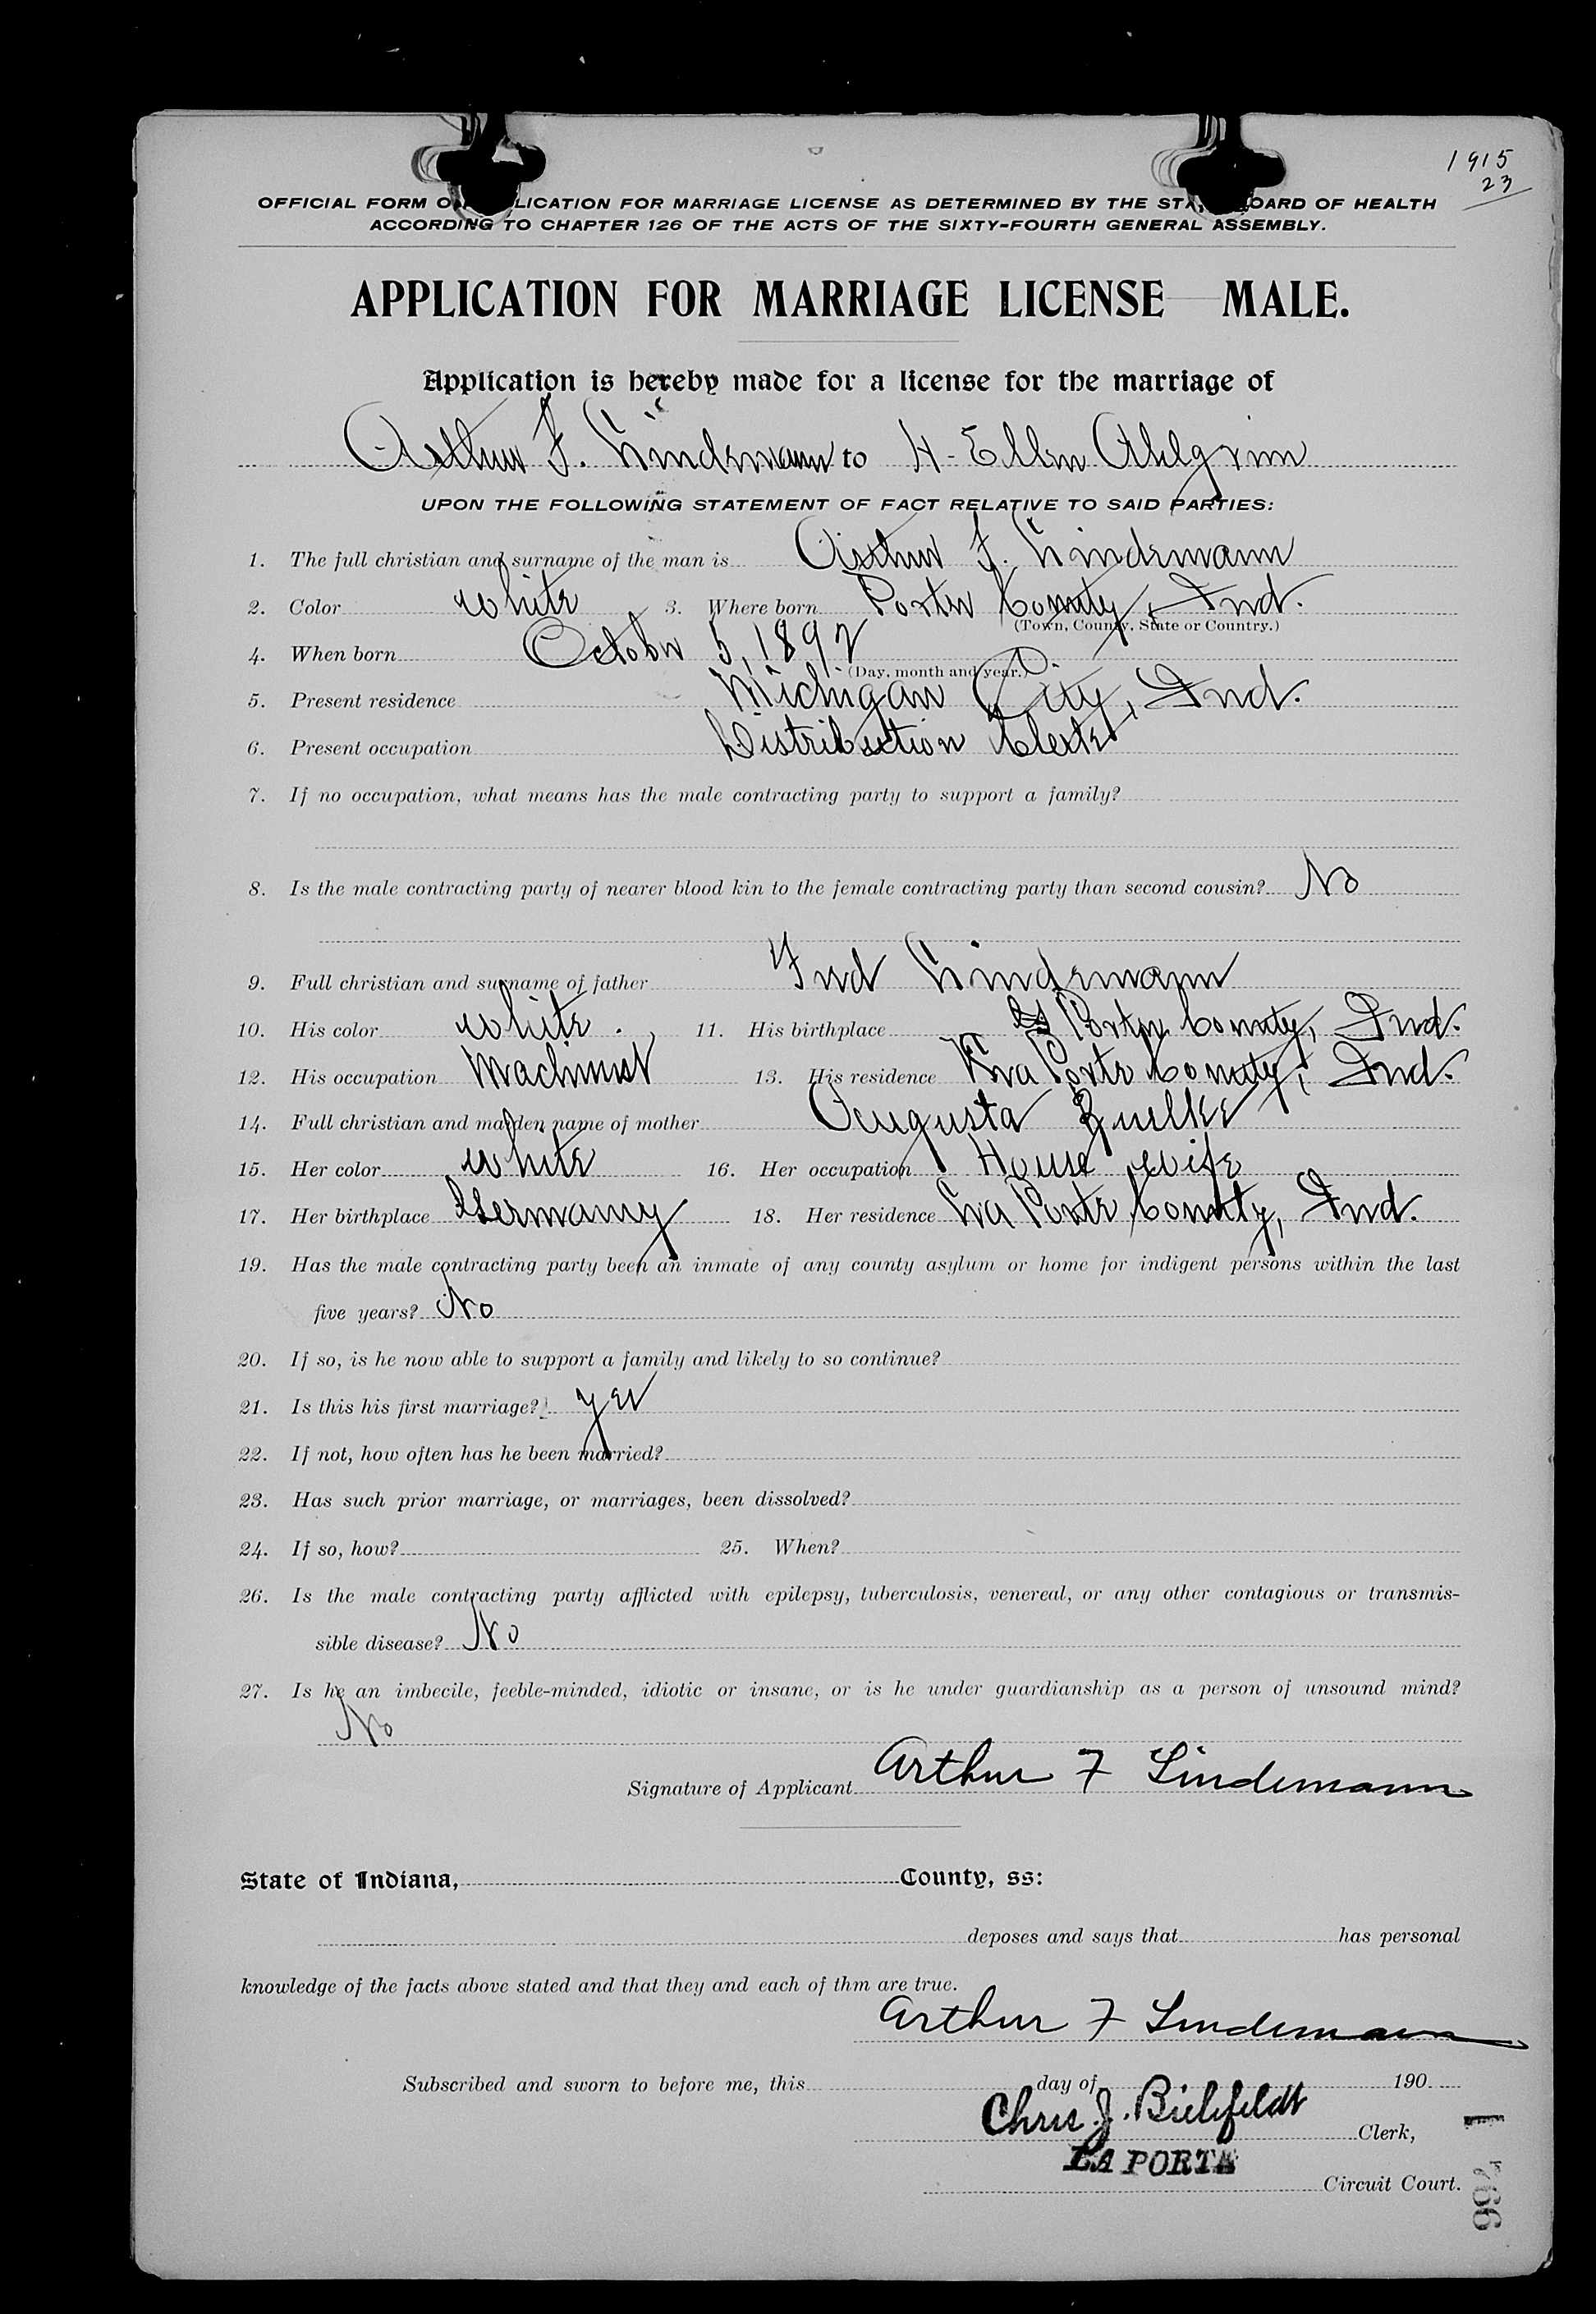 1915
23
OFFICIAL FORM O LICATION FOR MARRIAGE LICENSE AS DETERMINED BY THE STA OARD OF HEALTH
ACCORDING TO CHAPTER 126 OF THE ACTS OF THE SIXTY-FOURTH GENERAL ASSEMBLY.
APPLICATION FOR MARRIAGE LICENSE MALE.
Application is hereby made for a license for the marriage of
Arthur F. Lindemann to H. Ellen Ahlgrim
UPON THE FOLLOWING STATEMENT OF FACT RELATIVE TO SAID PARTIES:
1. The full christian and surname of the man is Arthur F. Lindemann
2. Color White 3. Where born Porter County, Ind.
(Town, County, State or Country.)
4. When born October 5, 1892
(Day, month and year.)
5. Present residence Michigan City, Ind.
6. Present occupation Distribution Clerk
7. If no occupation, what means has the male contracting party to support a family?
8. Is the male contracting party of nearer blood kin to the female contracting party than second cousin? No
9. Full christian and surname of father Fred Lindemann
10. His color White. 11. His birthplace Porter County, Ind.
12. His occupation Machinist 13. His residence La Porte County, Ind.
14. Full christian and maiden name of mother Augusta Zuelke
15. Her color White 16. Her occupation House wife
17. Her birthplace Germany 18. Her residence La Porte County, Ind.
19. Has the male contracting party been an inmate of any county asylum or home for indigent persons within the last
five years? No
20. If so, is he now able to support a family and likely to so continue?
21. Is this his first marriage? Yes
22. If not, how often has he been married?
23. Has such prior marriage, or marriages, been dissolved?
24. If so, how? 25. When?
26. Is the male contracting party afflicted with epilepsy, tuberculosis, venereal, or any other contagious or transmis-
sible disease? No
27. Is he an imbecile, feeble-minded, idiotic or insane, or is he under guardianship as a person of unsound mind?
No
Signature of Applicant Arthur F Lindemann
State of Indiana, County, ss:
deposes and says that has personal
knowledge of the facts above stated and that they and each of thm are true.
Arthur F Lindemann
Subscribed and sworn to before me, this day of 190
Chris J. Bielefeldt Clerk,
LA PORTE
Circuit Court.